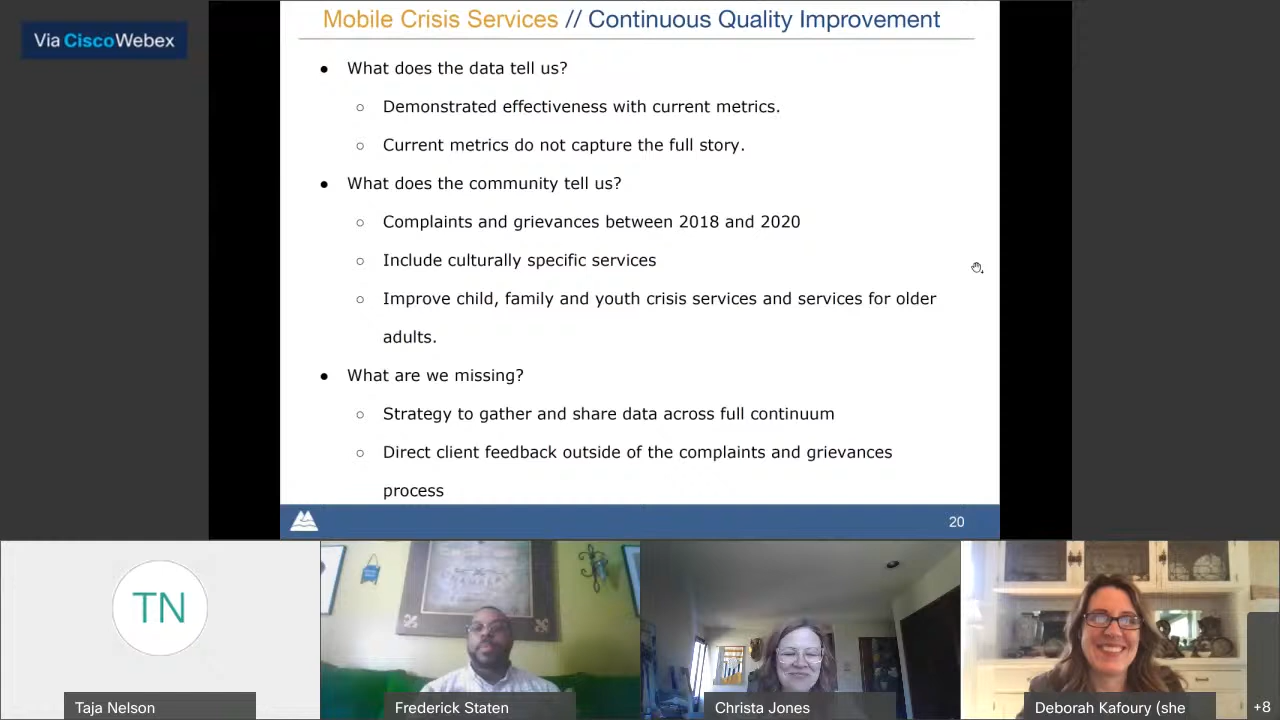 Via Cisco Webex
Mobile Crisis Services // Continuous Quality Improvement
● What does the data tell us?
○ Demonstrated effectiveness with current metrics.
○ Current metrics do not capture the full story.
● What does the community tell us?
○ Complaints and grievances between 2018 and 2020
○ Include culturally specific services
○ Improve child, family and youth crisis services and services for older
adults.
● What are we missing?
○ Strategy to gather and share data across full continuum
○ Direct client feedback outside of the complaints and grievances
process
20
TN
Taja Nelson
Frederick Staten
Christa Jones
Deborah Kafoury (she
+8